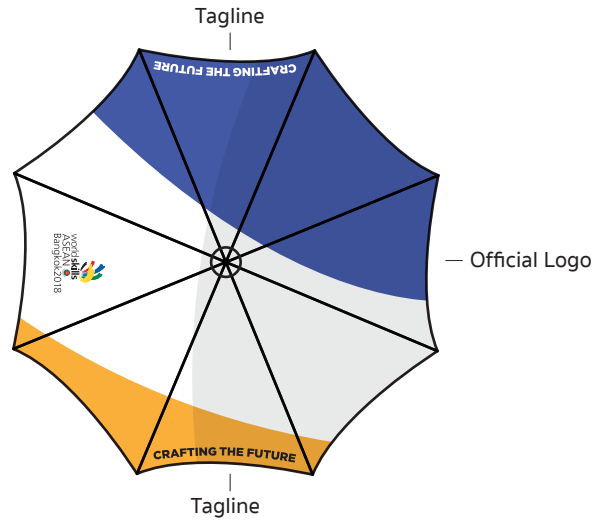 Tagline
CRAFTING THE FUTURE
worldskills
ASEAN
Bangkok2018
Official Logo
CRAFTING THE FUTURE
Tagline